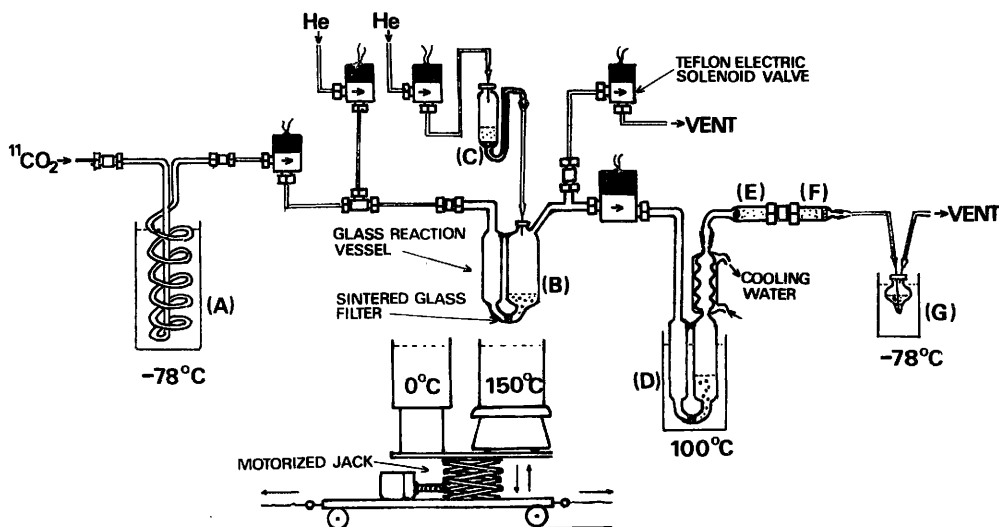 He
He
TEFLON ELECTRIC
SOLENOID VALVE
→VENT
(C)
¹¹CO₂→
(E)
(F)
→VENT
GLASS REACTION
VESSEL
(B)
COOLING
WATER
(A)
SINTERED GLASS
FILTER
(G)
-78°C
-78°C
0°C
150°C
(D)
100°C
MOTORIZED JACK